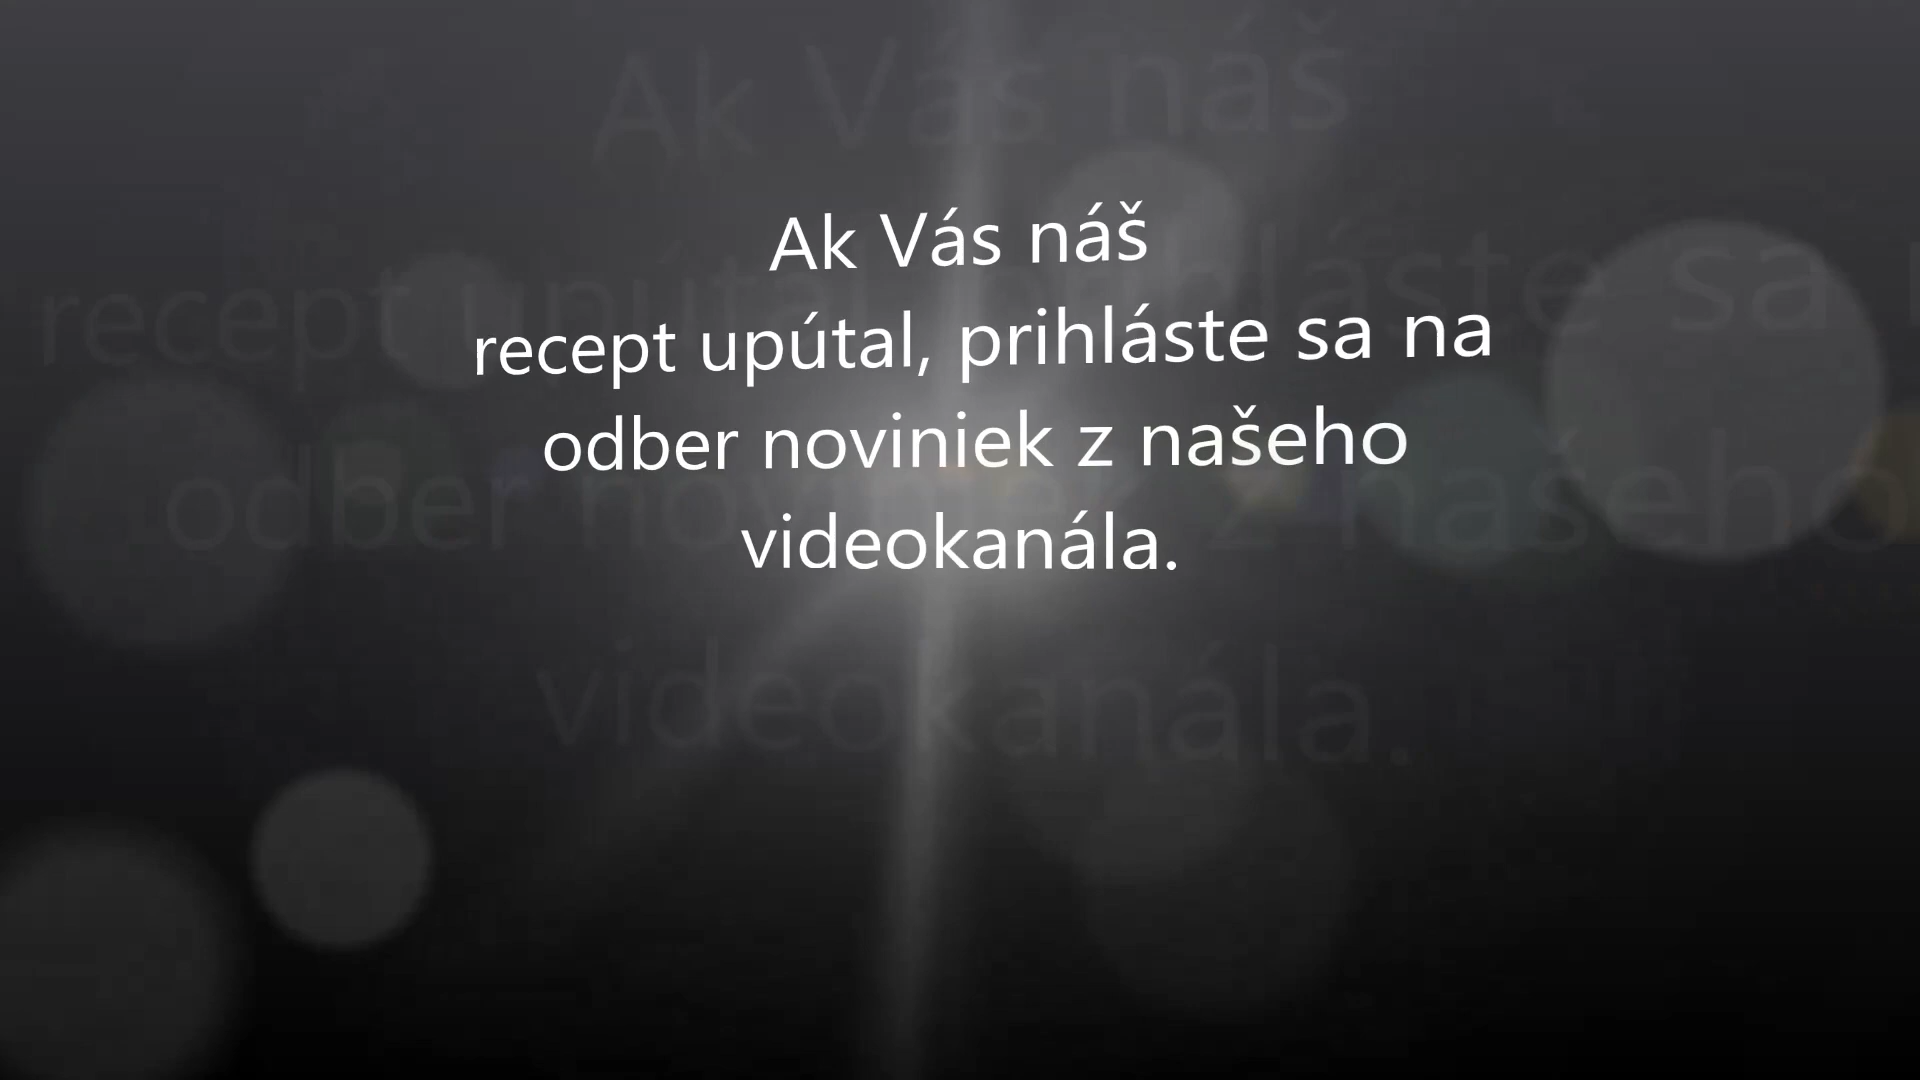 Ak Vás náš
recept upútal, prihláste sa na
odber noviniek z našeho
videokanála.